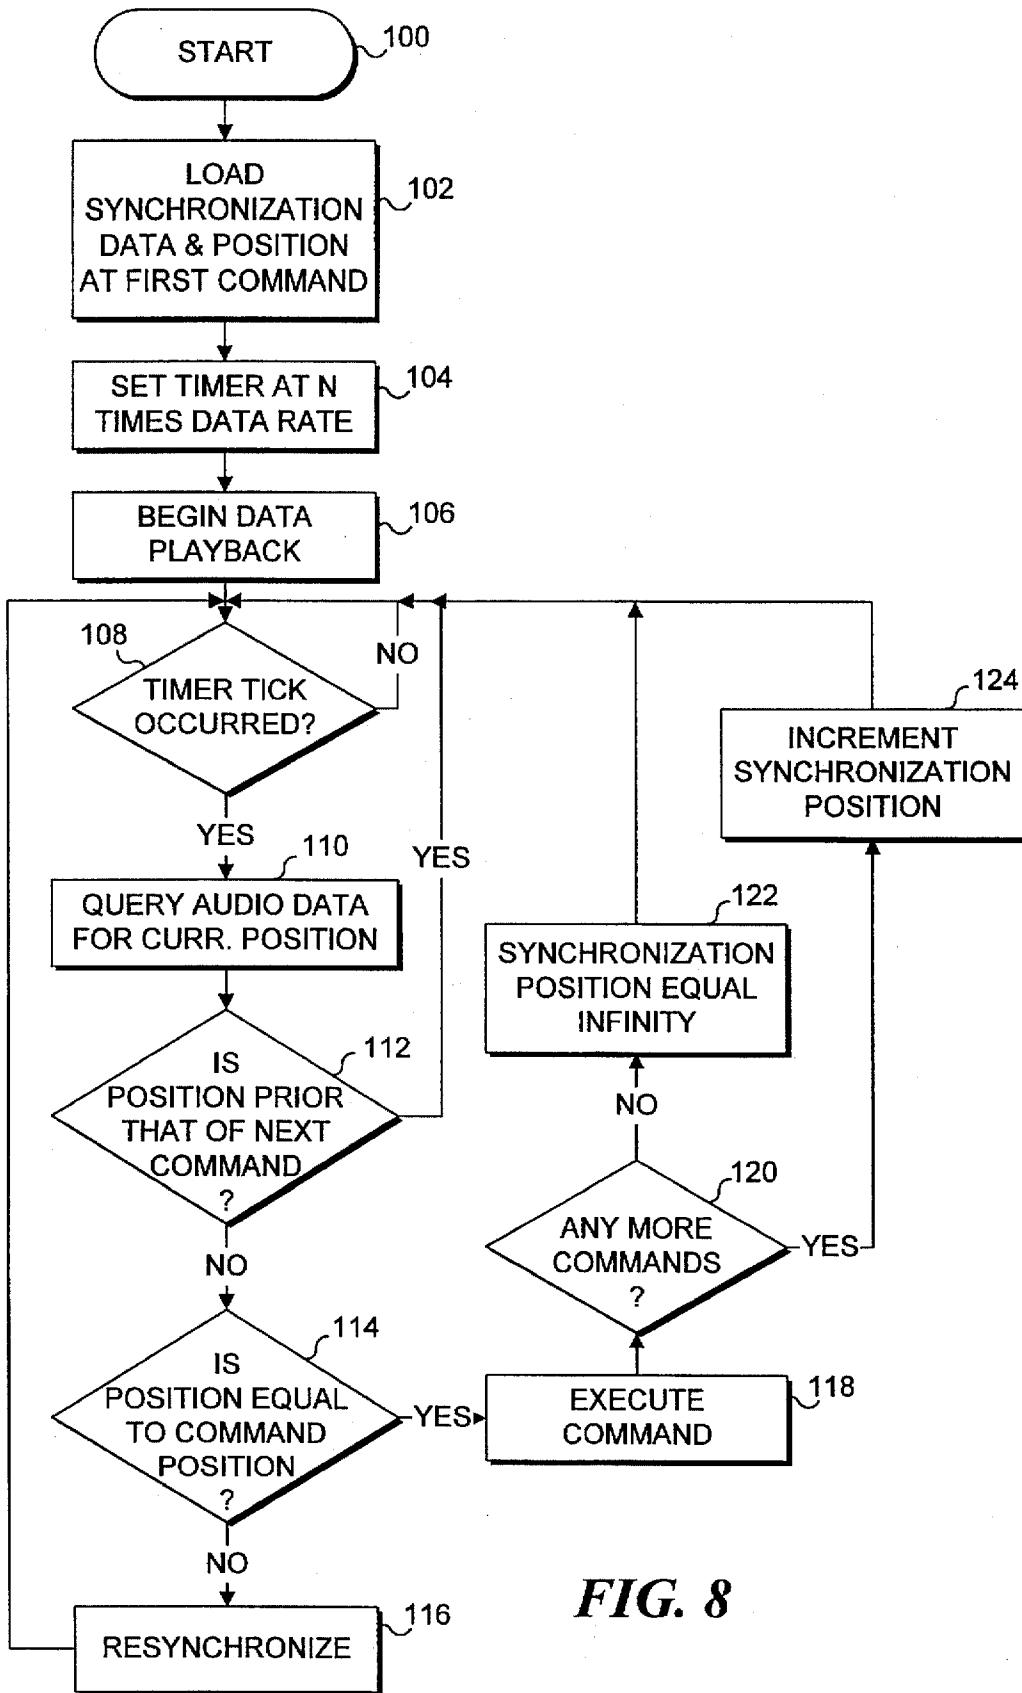 START
100
LOAD
SYNCHRONIZATION
DATA & POSITION
AT FIRST COMMAND
102
SET TIMER AT N
TIMES DATA RATE
104
BEGIN DATA
PLAYBACK
106
108
TIMER TICK
OCCURRED?
NO
YES
110
QUERY AUDIO DATA
FOR CURR. POSITION
IS
POSITION PRIOR
THAT OF NEXT
COMMAND
?
112
YES
NO
IS
POSITION EQUAL
TO COMMAND
POSITION
?
114
YES
NO
RESYNCHRONIZE
116
EXECUTE
COMMAND
118
ANY MORE
COMMANDS
?
120
YES
NO
SYNCHRONIZATION
POSITION EQUAL
INFINITY
122
INCREMENT
SYNCHRONIZATION
POSITION
124
FIG. 8